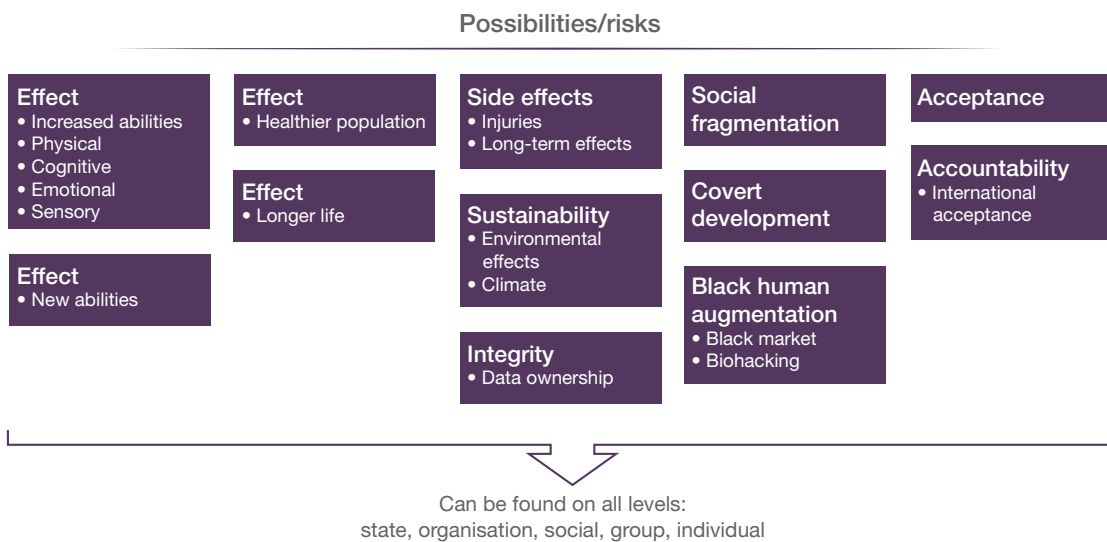 Possibilities/risks
Effect
• Increased abilities
• Physical
• Cognitive
• Emotional
• Sensory
Effect
• New abilities
Effect
• Healthier population
Effect
• Longer life
Side effects
• Injuries
• Long-term effects
Sustainability
• Environmental
effects
• Climate
Integrity
• Data ownership
Social
fragmentation
Covert
development
Black human
augmentation
• Black market
• Biohacking
Acceptance
Accountability
• International
acceptance
Can be found on all levels:
state, organisation, social, group, individual